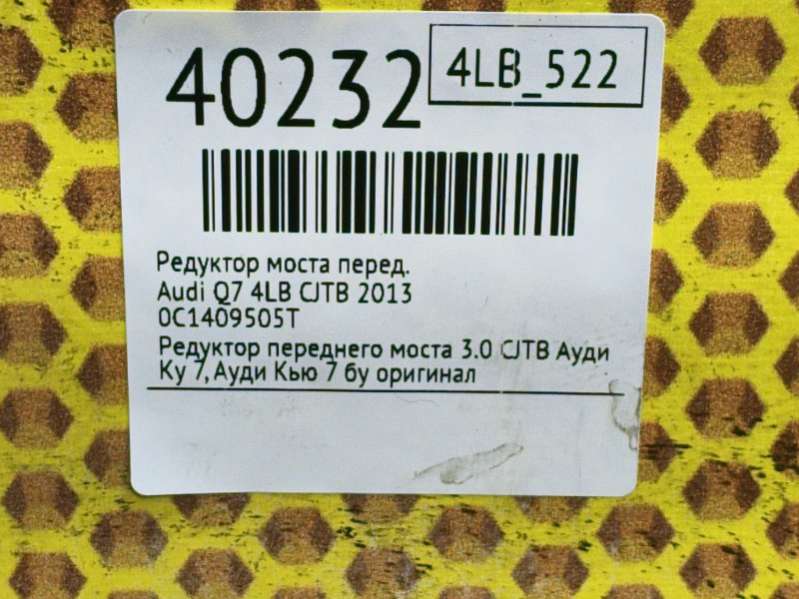 40232
4LB_522
Редуктор моста перед.
Audi Q7 4LB CJTB 2013
0C1409505T
Редуктор переднего моста 3.0 CJTB Ауди
Ку 7, Ауди Кью 7 бу оригинал